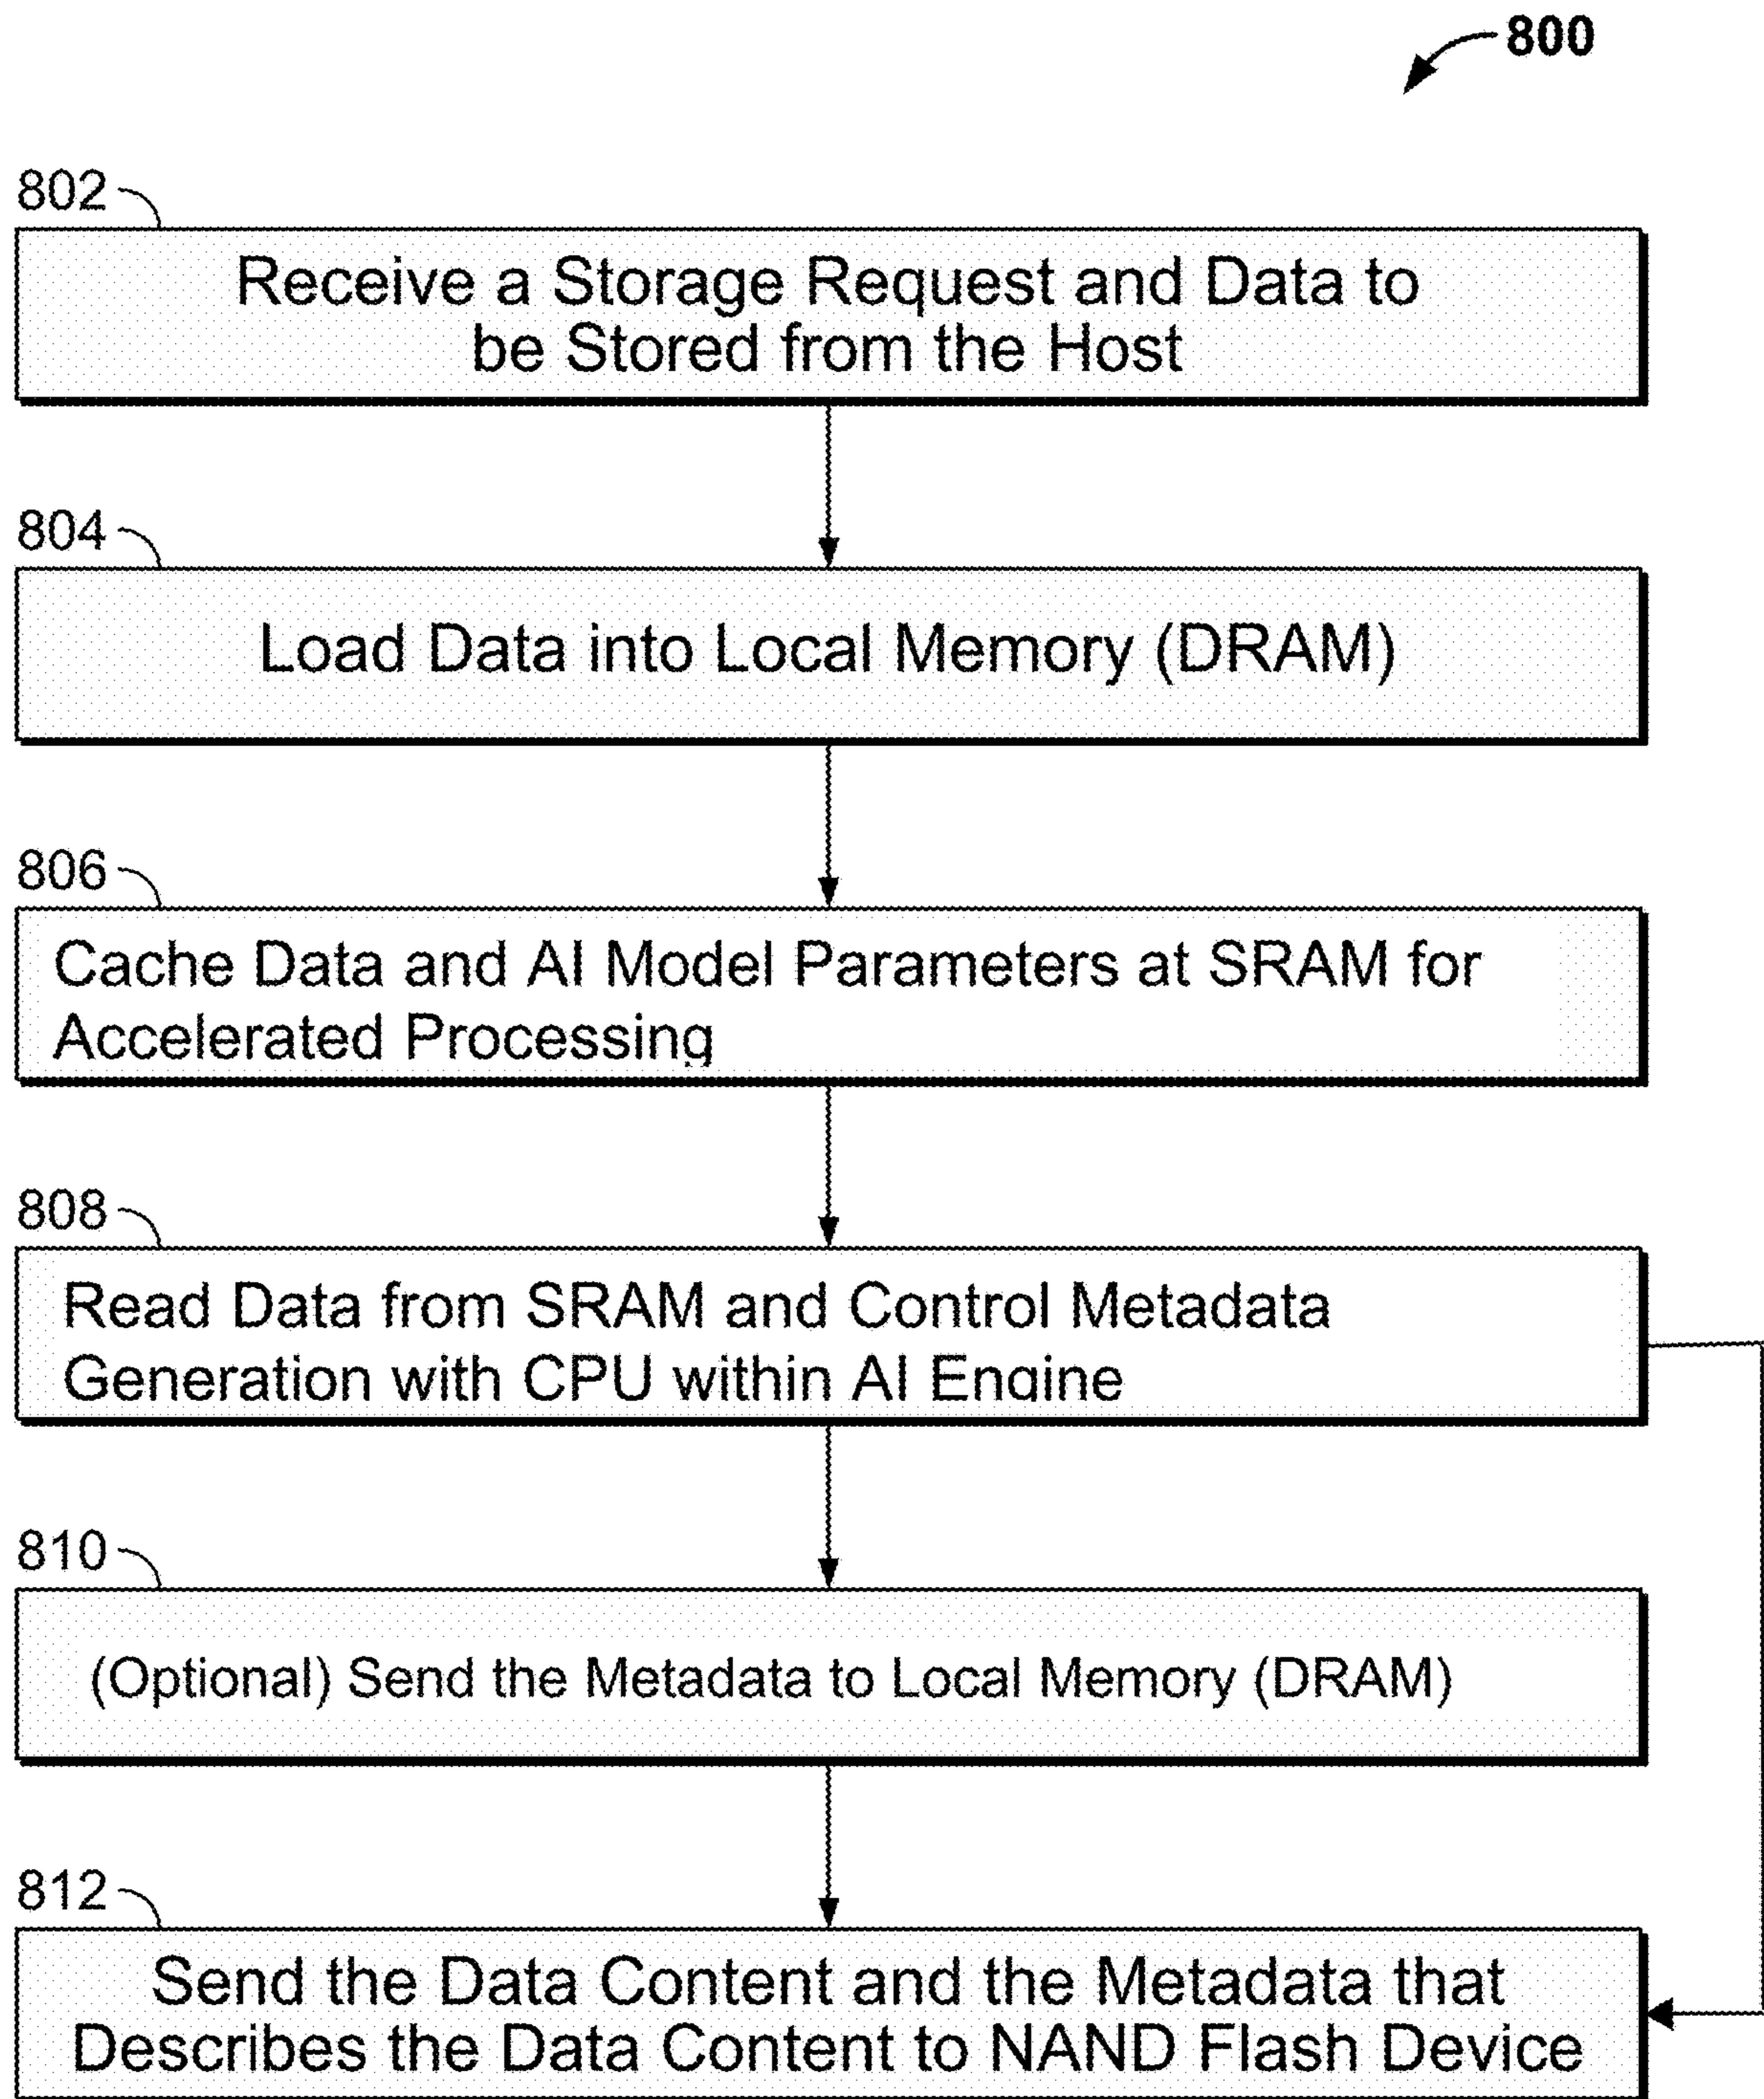 800
802
Receive a Storage Request and Data to
be Stored from the Host
804
Load Data into Local Memory (DRAM)
806
Cache Data and AI Model Parameters at SRAM for
Accelerated Processing
808
Read Data from SRAM and Control Metadata
Generation with CPU within AI Engine
810
(Optional) Send the Metadata to Local Memory (DRAM)
812
Send the Data Content and the Metadata that
Describes the Data Content to NAND Flash Device